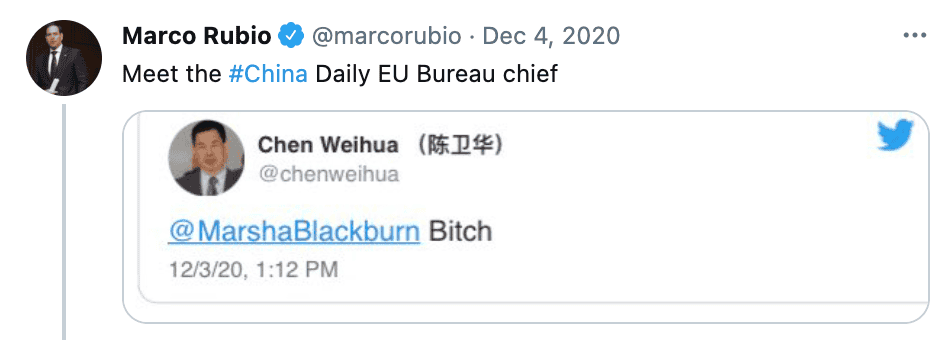 Marco Rubio @marcorubio · Dec 4, 2020
Meet the #China Daily EU Bureau chief
Chen Weihua （陈卫华）
@chenweihua
@MarshaBlackburn Bitch
12/3/20, 1:12 PM